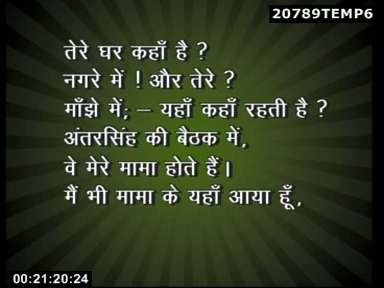 20789TEMP6
तेरे घर कहाँ है ?
नगरे में ! और तेरे ?
माँझे में; – यहाँ कहाँ रहती है ?
अंतरसिंह की बैठक में,
वे मेरे मामा होते हैं।
मैं भी मामा के यहाँ आया हूँ,
00:21:20:24